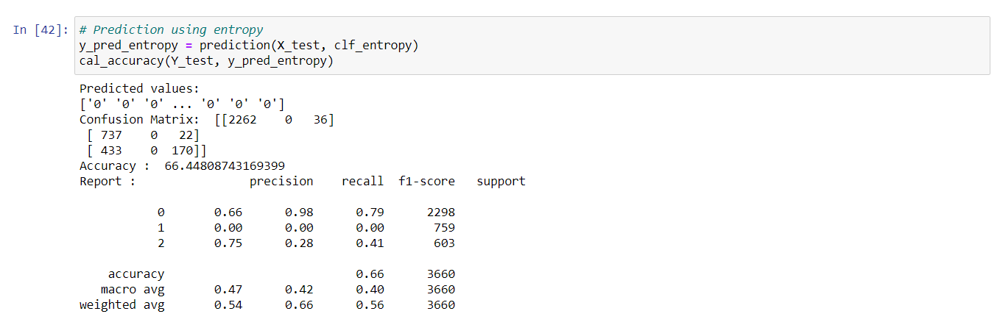 In [42]: # Prediction using entropy
y_pred_entropy = prediction(X_test, clf_entropy)
cal_accuracy(Y_test, y_pred_entropy)
Predicted values:
['0' '0' '0' ... '0' '0' '0']
Confusion Matrix:  [[2262    0   36]
 [ 737    0   22]
 [ 433    0  170]]
Accuracy :  66.44808743169399
Report :                precision    recall  f1-score   support
           0       0.66      0.98      0.79      2298
           1       0.00      0.00      0.00       759
           2       0.75      0.28      0.41       603
    accuracy                           0.66      3660
   macro avg       0.47      0.42      0.40      3660
weighted avg       0.54      0.66      0.56      3660